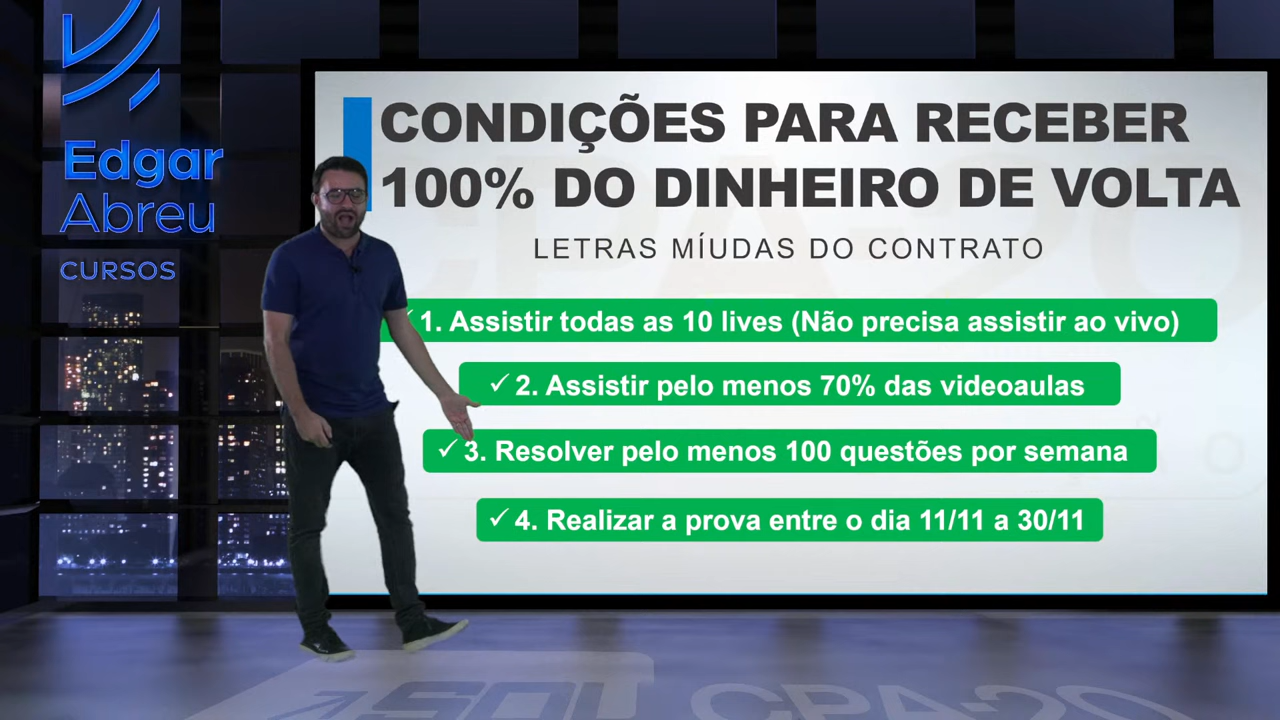 Edgar
Abreu
CURSOS
CONDIÇÕES PARA RECEBER
100% DO DINHEIRO DE VOLTA
LETRAS MÍUDAS DO CONTRATO
1. Assistir todas as 10 lives (Não precisa assistir ao vivo)
✓ 2. Assistir pelo menos 70% das videoaulas
✓ 3. Resolver pelo menos 100 questões por semana
✓ 4. Realizar a prova entre o dia 11/11 a 30/11
CPA-20